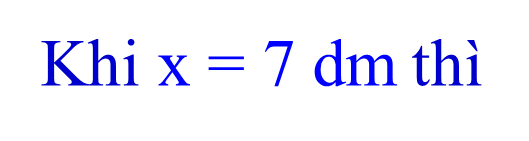 Khi x = 7 dm thì